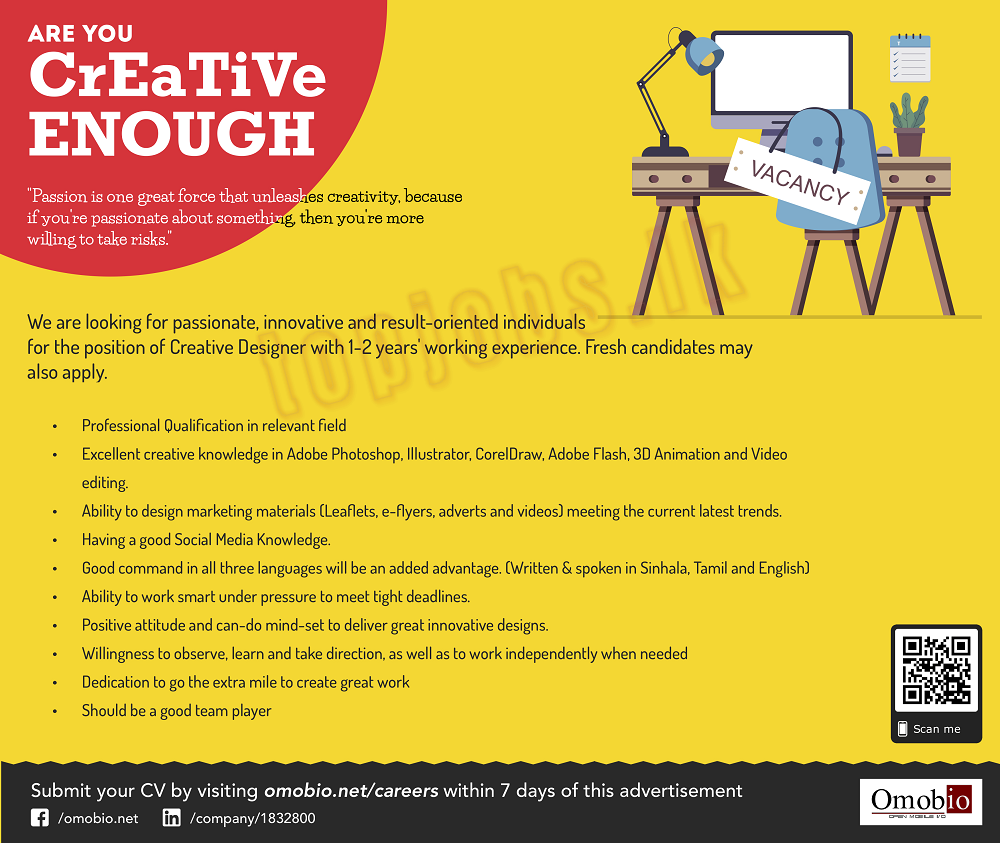 ARE YOU
CrEaTiVe
ENOUGH
"Passion is one great force that unleashes creativity, because
if you're passionate about something, then you're more
willing to take risks."
VACANCY
topjobs.lk
We are looking for passionate, innovative and result-oriented individuals
for the position of Creative Designer with 1-2 years' working experience. Fresh candidates may
also apply.
• Professional Qualification in relevant field
• Excellent creative knowledge in Adobe Photoshop, Illustrator, CorelDraw, Adobe Flash, 3D Animation and Video
editing.
• Ability to design marketing materials (Leaflets, e-flyers, adverts and videos) meeting the current latest trends.
• Having a good Social Media Knowledge.
• Good command in all three languages will be an added advantage. (Written & spoken in Sinhala, Tamil and English)
• Ability to work smart under pressure to meet tight deadlines.
• Positive attitude and can-do mind-set to deliver great innovative designs.
• Willingness to observe, learn and take direction, as well as to work independently when needed
• Dedication to go the extra mile to create great work
• Should be a good team player
Scan me
Submit your CV by visiting omobio.net/careers within 7 days of this advertisement
/omobio.net /company/1832800
Omobio
OPEN MOBILE I/O